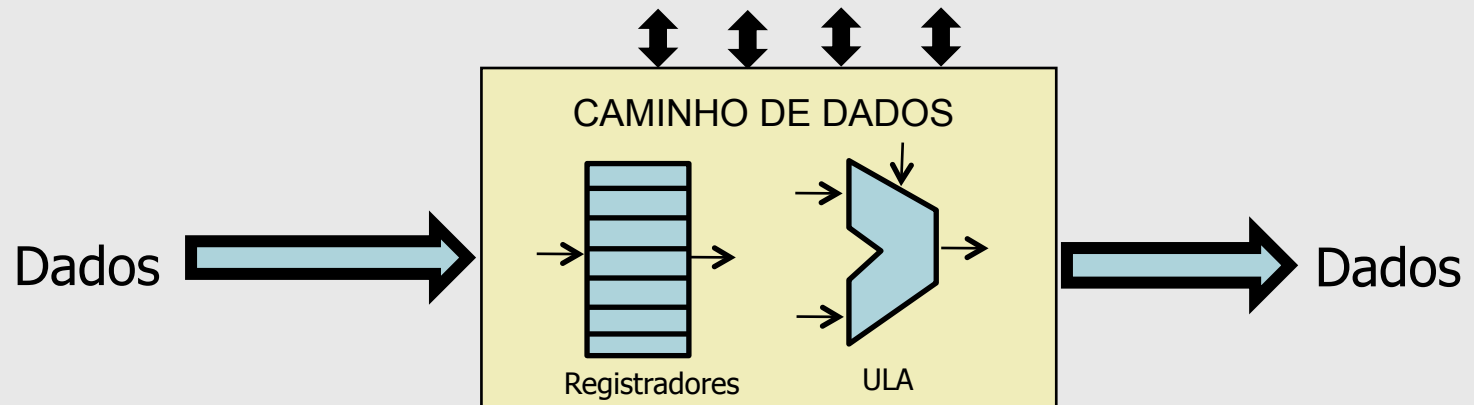 CAMINHO DE DADOS
Dados
Dados
Registradores
ULA